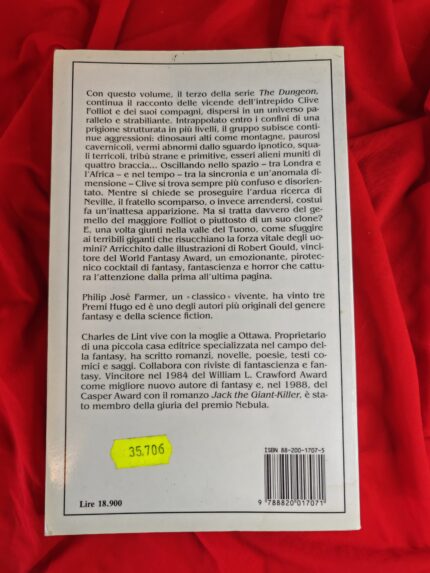 Con questo volume, il terzo della serie The Dungeon,
continua il racconto delle vicende dell'intrepido Clive
Folliot e dei suoi compagni, dispersi in un universo pa-
rallelo e strabiliante. Intrappolato entro i confini di una
prigione strutturata in più livelli, il gruppo subisce conti-
nue aggressioni: dinosauri alti come montagne, paurosi
cavernicoli, vermi abnormi dallo sguardo ipnotico, squa-
li terricoli, tribù strane e primitive, esseri alieni muniti di
quattro braccia... Oscillando nello spazio – tra Londra e
l'Africa – e nel tempo – tra la sincronia e un'anomala di-
mensione – Clive si trova sempre più confuso e disorien-
tato. Mentre si chiede se proseguire l'ardua ricerca di
Neville, il fratello scomparso, o invece arrendersi, costui
fa un'inattesa apparizione. Ma si tratta davvero del ge-
mello del maggiore Folliot o piuttosto di un suo clone?
E, una volta giunti nella valle del Tuono, come sfuggire
ai terribili giganti che risucchiano la forza vitale degli uo-
mini? Arricchito dalle illustrazioni di Robert Gould, vinci-
tore del World Fantasy Award, un emozionante, pirotec-
nico cocktail di fantasy, fantascienza e horror che cattu-
ra l'attenzione dalla prima all'ultima pagina.
Philip José Farmer, un «classico» vivente, ha vinto tre
Premi Hugo ed è uno degli autori più originali del genere
fantasy e della science fiction.
Charles de Lint vive con la moglie a Ottawa. Proprietario
di una piccola casa editrice specializzata nel campo del-
la fantasy, ha scritto romanzi, novelle, poesie, testi co-
mici e saggi. Collabora con riviste di fantascienza e fan-
tasy. Vincitore nel 1984 del William L. Crawford Award
come migliore nuovo autore di fantasy e, nel 1988, del
Casper Award con il romanzo Jack the Giant-Killer, è sta-
to membro della giuria del premio Nebula.
35.706
ISBN 88-200-1707-5
9 788820 017071
Lire 18.900